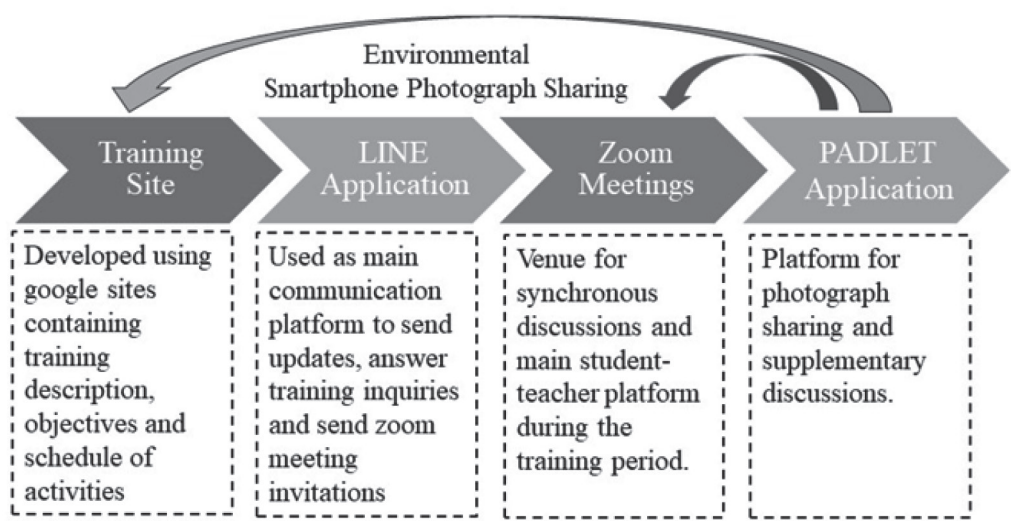 Environmental
Smartphone Photograph Sharing
Training
Site
LINE
Application
Zoom
Meetings
PADLET
Application
Developed using
google sites
containing
training
description,
objectives and
schedule of
activities
Used as main
communication
platform to send
updates, answer
training inquiries
and send zoom
meeting
invitations
Venue for
synchronous
discussions and
main student-
teacher platform
during the
training period.
Platform for
photograph
sharing and
supplementary
discussions.